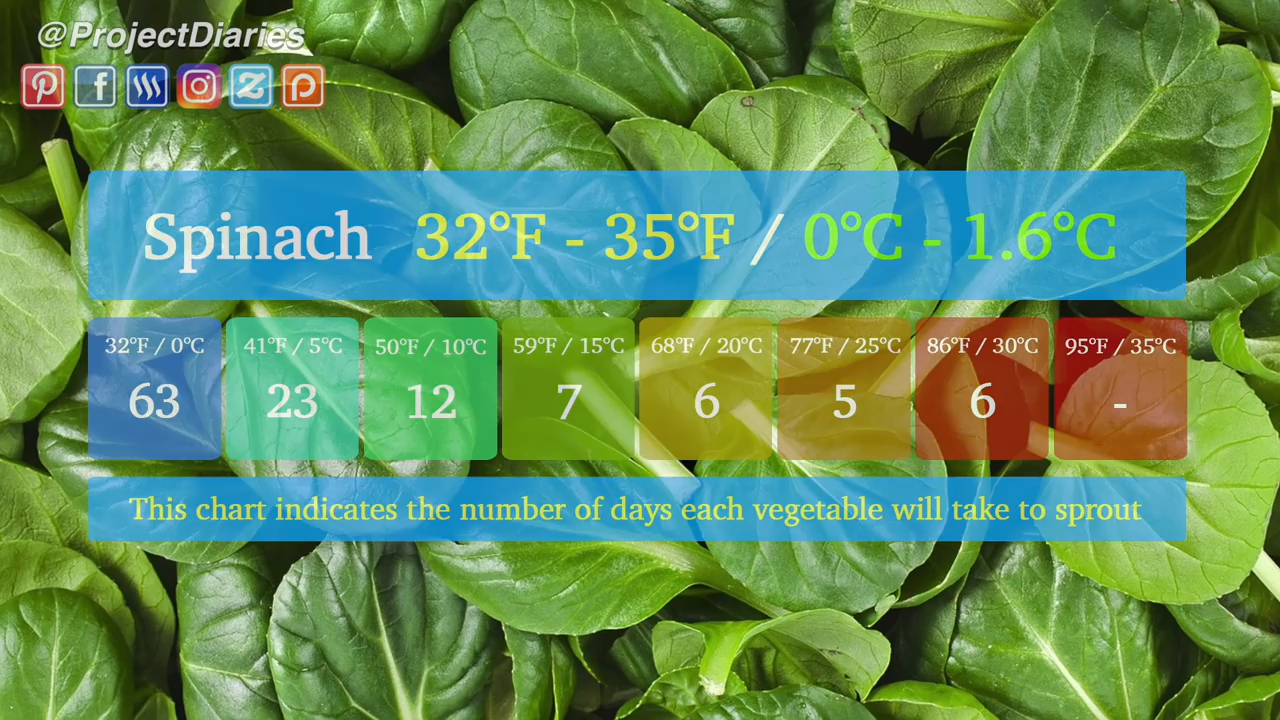 @ProjectDiaries
Spinach 32°F - 35°F / 0°C - 1.6°C
32°F / 0°C 41°F / 5°C 50°F / 10°C 59°F / 15°C 68°F / 20°C 77°F / 25°C 86°F / 30°C 95°F / 35°C
63 23 12 7 6 5 6 -
This chart indicates the number of days each vegetable will take to sprout